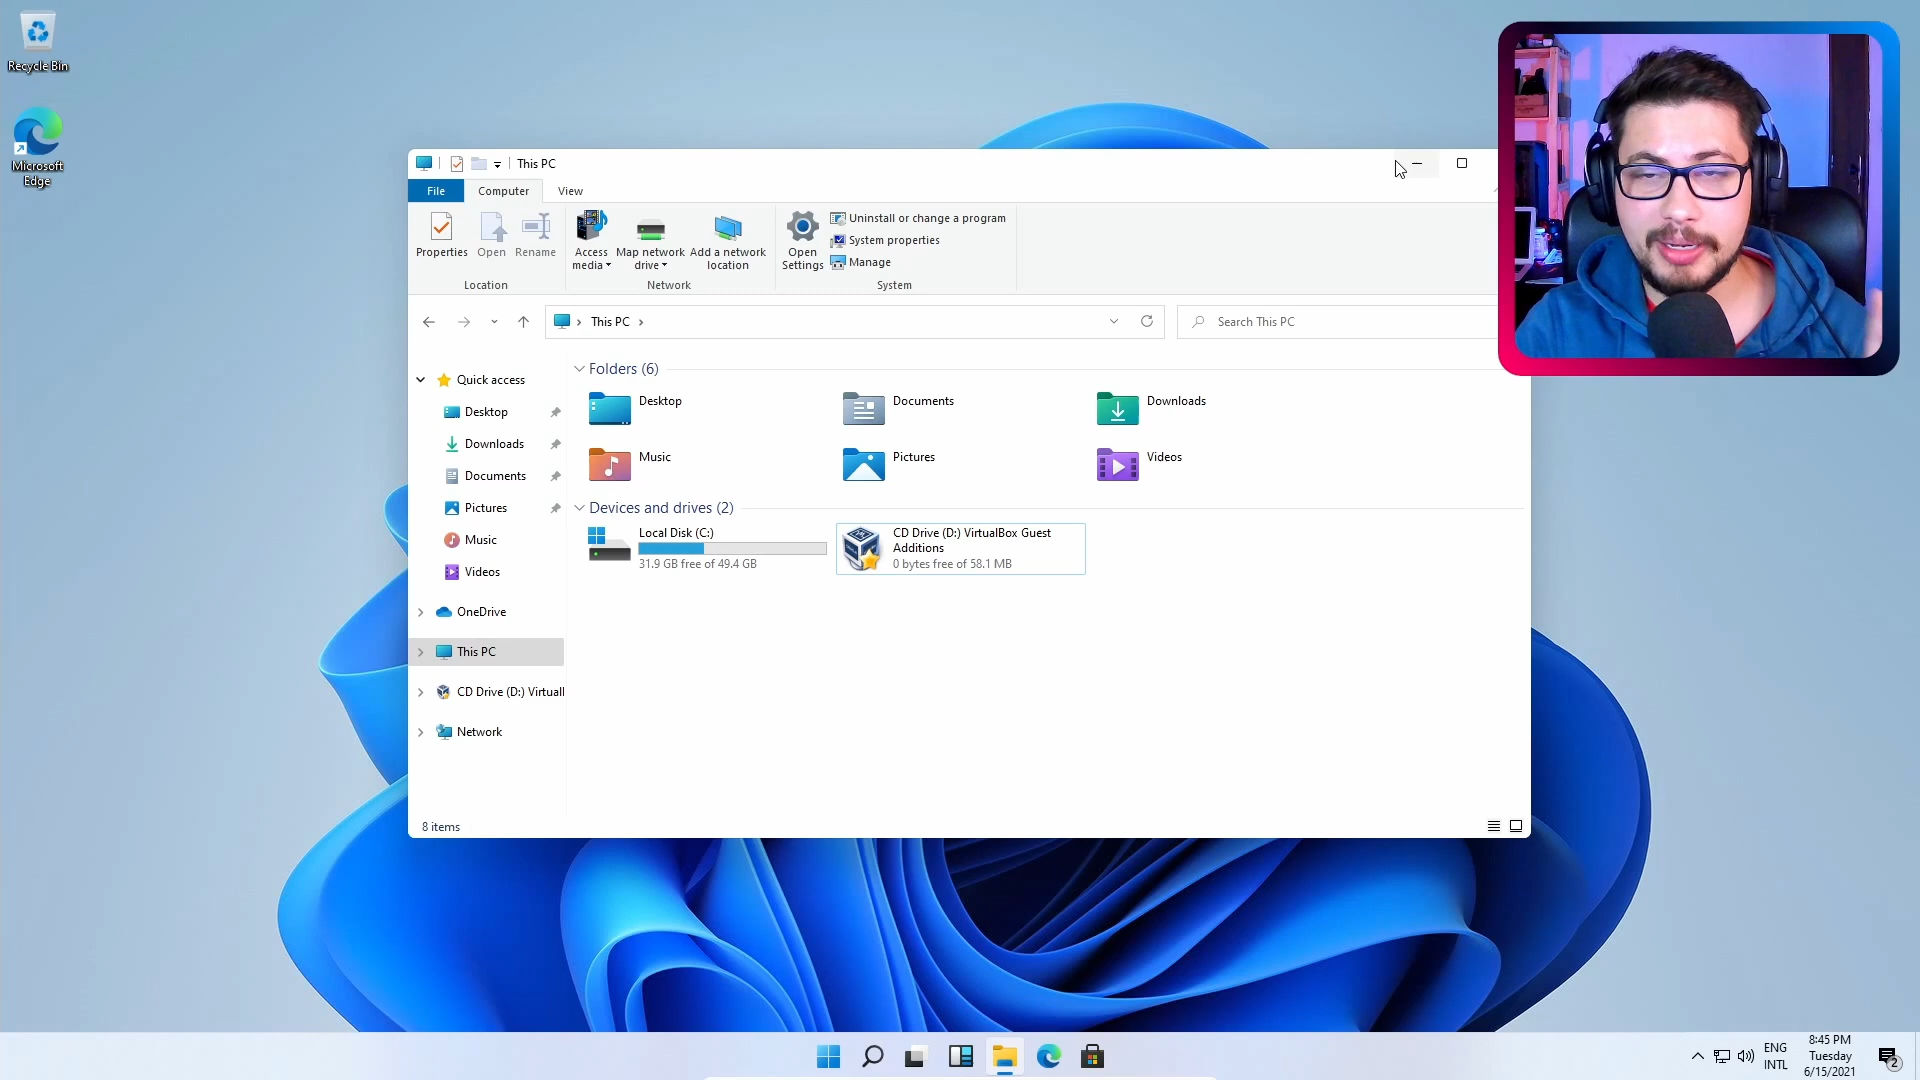 Recycle Bin
Microsoft
Edge
This PC
File
Computer
View
Properties
Open
Rename
Access
media
Map network
drive
Add a network
location
Open
Settings
Uninstall or change a program
System properties
Manage
Location
Network
System
This PC
Search This PC
Quick access
Desktop
Downloads
Documents
Pictures
Music
Videos
OneDrive
This PC
CD Drive (D:) Virtual
Network
Folders (6)
Desktop
Documents
Downloads
Music
Pictures
Videos
Devices and drives (2)
Local Disk (C:)
31.9 GB free of 49.4 GB
CD Drive (D:) VirtualBox Guest
Additions
0 bytes free of 58.1 MB
8 items
ENG
INTL
8:45 PM
Tuesday
6/15/2021
2